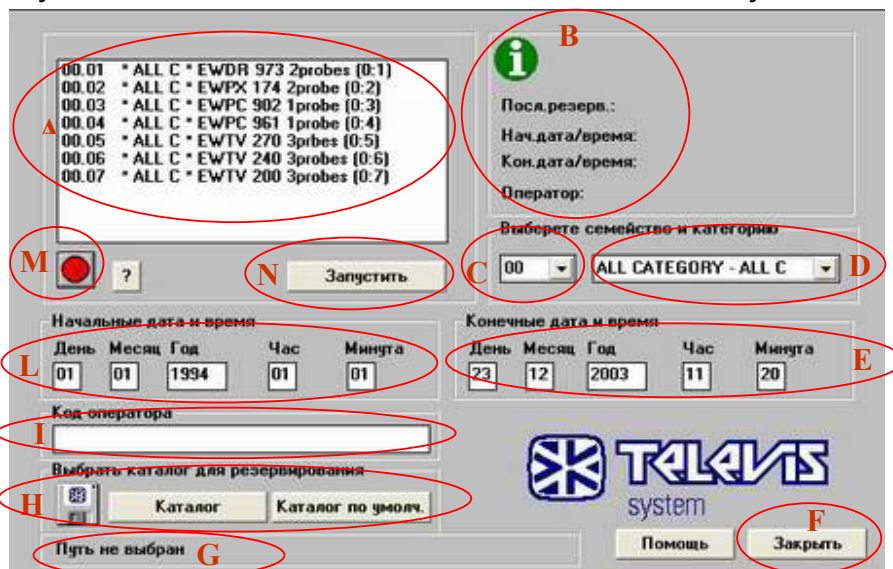 B
00.01 * ALL C * EWDR 973 2probes (0:1)
00.02 * ALL C * EWPX 174 2probe (0:2)
00.03 * ALL C * EWPC 902 1probe (0:3)
A 00.04 * ALL C * EWPC 961 1probe (0:4)
00.05 * ALL C * EWTV 270 3prbes (0:5)
00.06 * ALL C * EWTV 240 3probes (0:6)
00.07 * ALL C * EWTV 200 3probes (0:7)
i
Посл.резерв.:
Нач.дата/время:
Кон.дата/время:
Оператор:
Выберете семейство и категорию
M ? N Запустить
C 00 ALL CATEGORY - ALL C D
Начальные дата и время
День Месяц Год Час Минута
L 01 01 1994 01 01
Конечные дата и время
День Месяц Год Час Минута
23 12 2003 11 20 E
Код оператора
I
Выбрать каталог для резервирования
H Каталог Каталог по умолч.
TELEVIS
system
F
Путь не выбран G
Помощь Закрыть